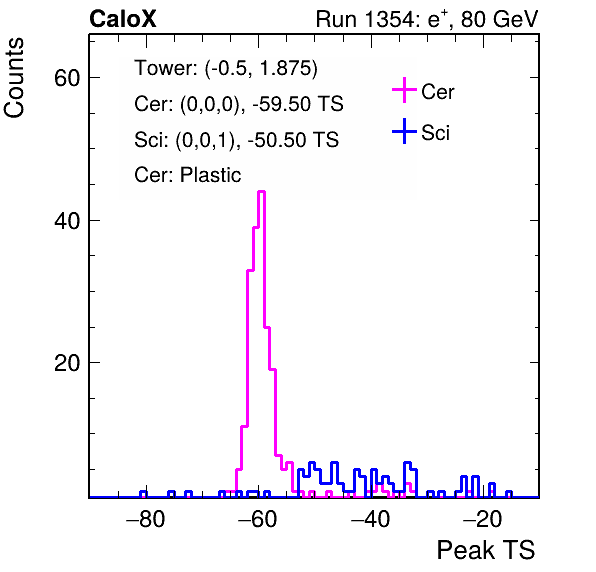 CaloX Run 1354: e⁺, 80 GeV
Counts
Tower: (-0.5, 1.875)
Cer: (0,0,0), -59.50 TS
Sci: (0,0,1), -50.50 TS
Cer: Plastic
Cer
Sci
60
40
20
−80 −60 −40 −20
Peak TS